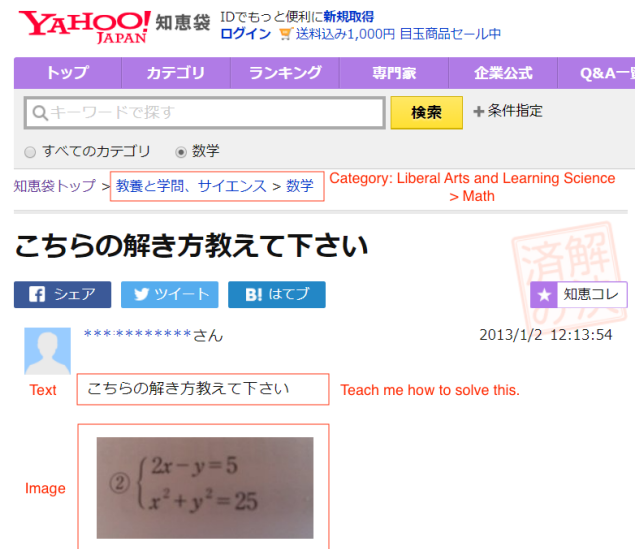 YAHOO! JAPAN 知恵袋
IDでもっと便利に新規取得
ログイン 送料込み1,000円 目玉商品セール中
トップ カテゴリ ランキング 専門家 企業公式 Q&A一
キーワードで探す 検索 +条件指定
すべてのカテゴリ 数学
知恵袋トップ > 教養と学問、サイエンス > 数学
Category: Liberal Arts and Learning Science
> Math
こちらの解き方教えて下さい
解決済み
シェア ツイート B! はてブ 知恵コレ
************さん 2013/1/2 12:13:54
Text こちらの解き方教えて下さい Teach me how to solve this.
Image
② 2x-y=5
x²+y²=25